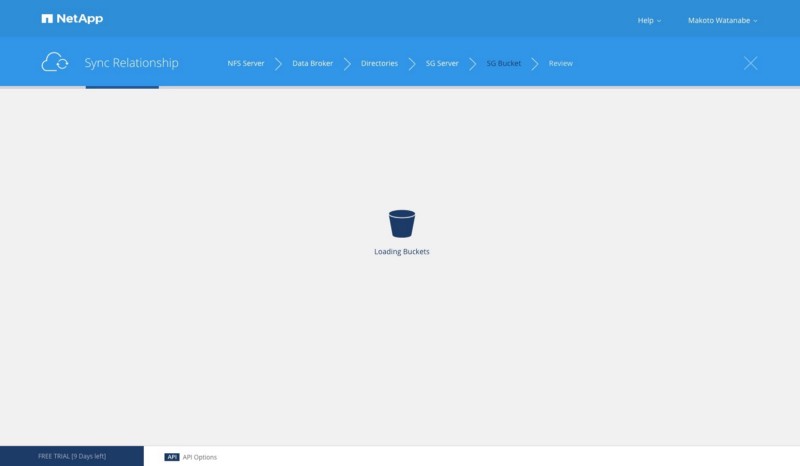 NetApp
Help
Makoto Watanabe
Sync Relationship
NFS Server
Data Broker
Directories
SG Server
SG Bucket
Review
Loading Buckets
FREE TRIAL [9 Days left]
API API Options